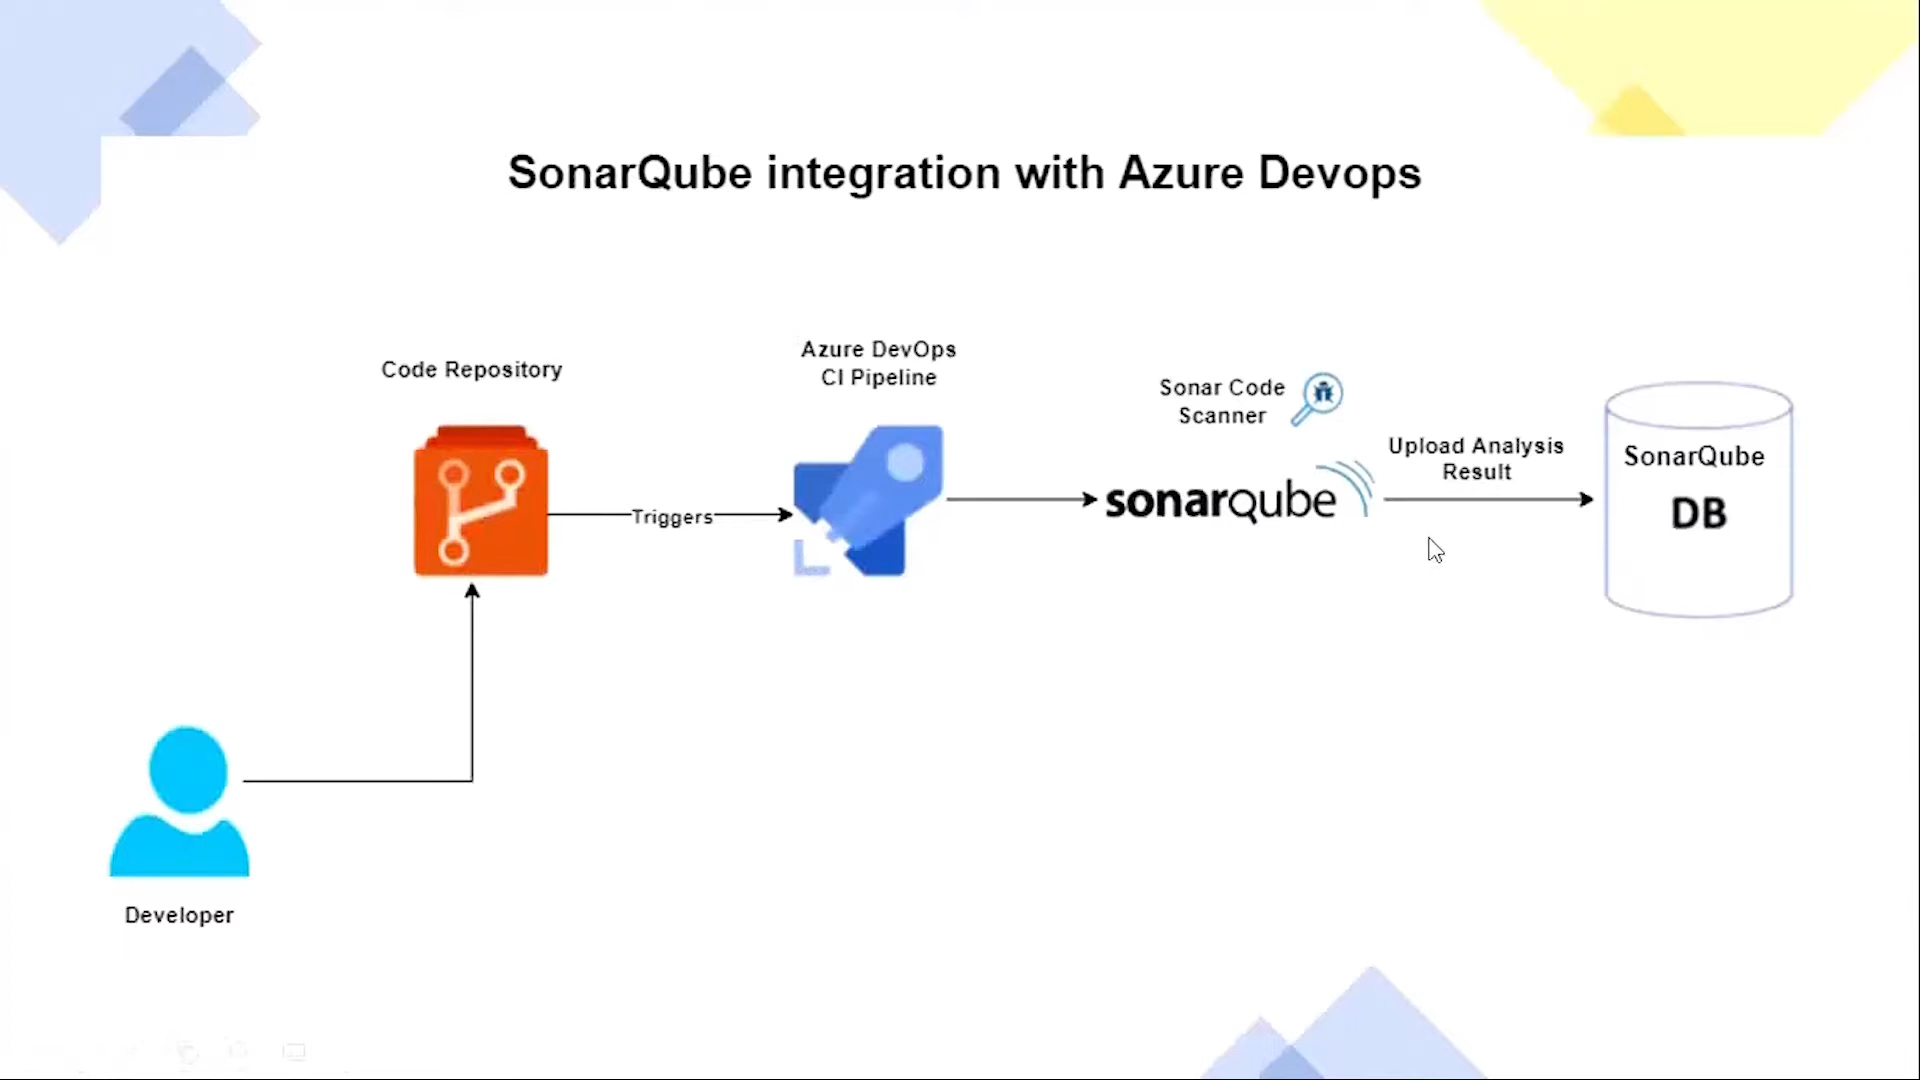 SonarQube integration with Azure Devops
Code Repository
Azure DevOps
CI Pipeline
Sonar Code
Scanner
Upload Analysis
Result
SonarQube
DB
Triggers
sonarqube
Developer